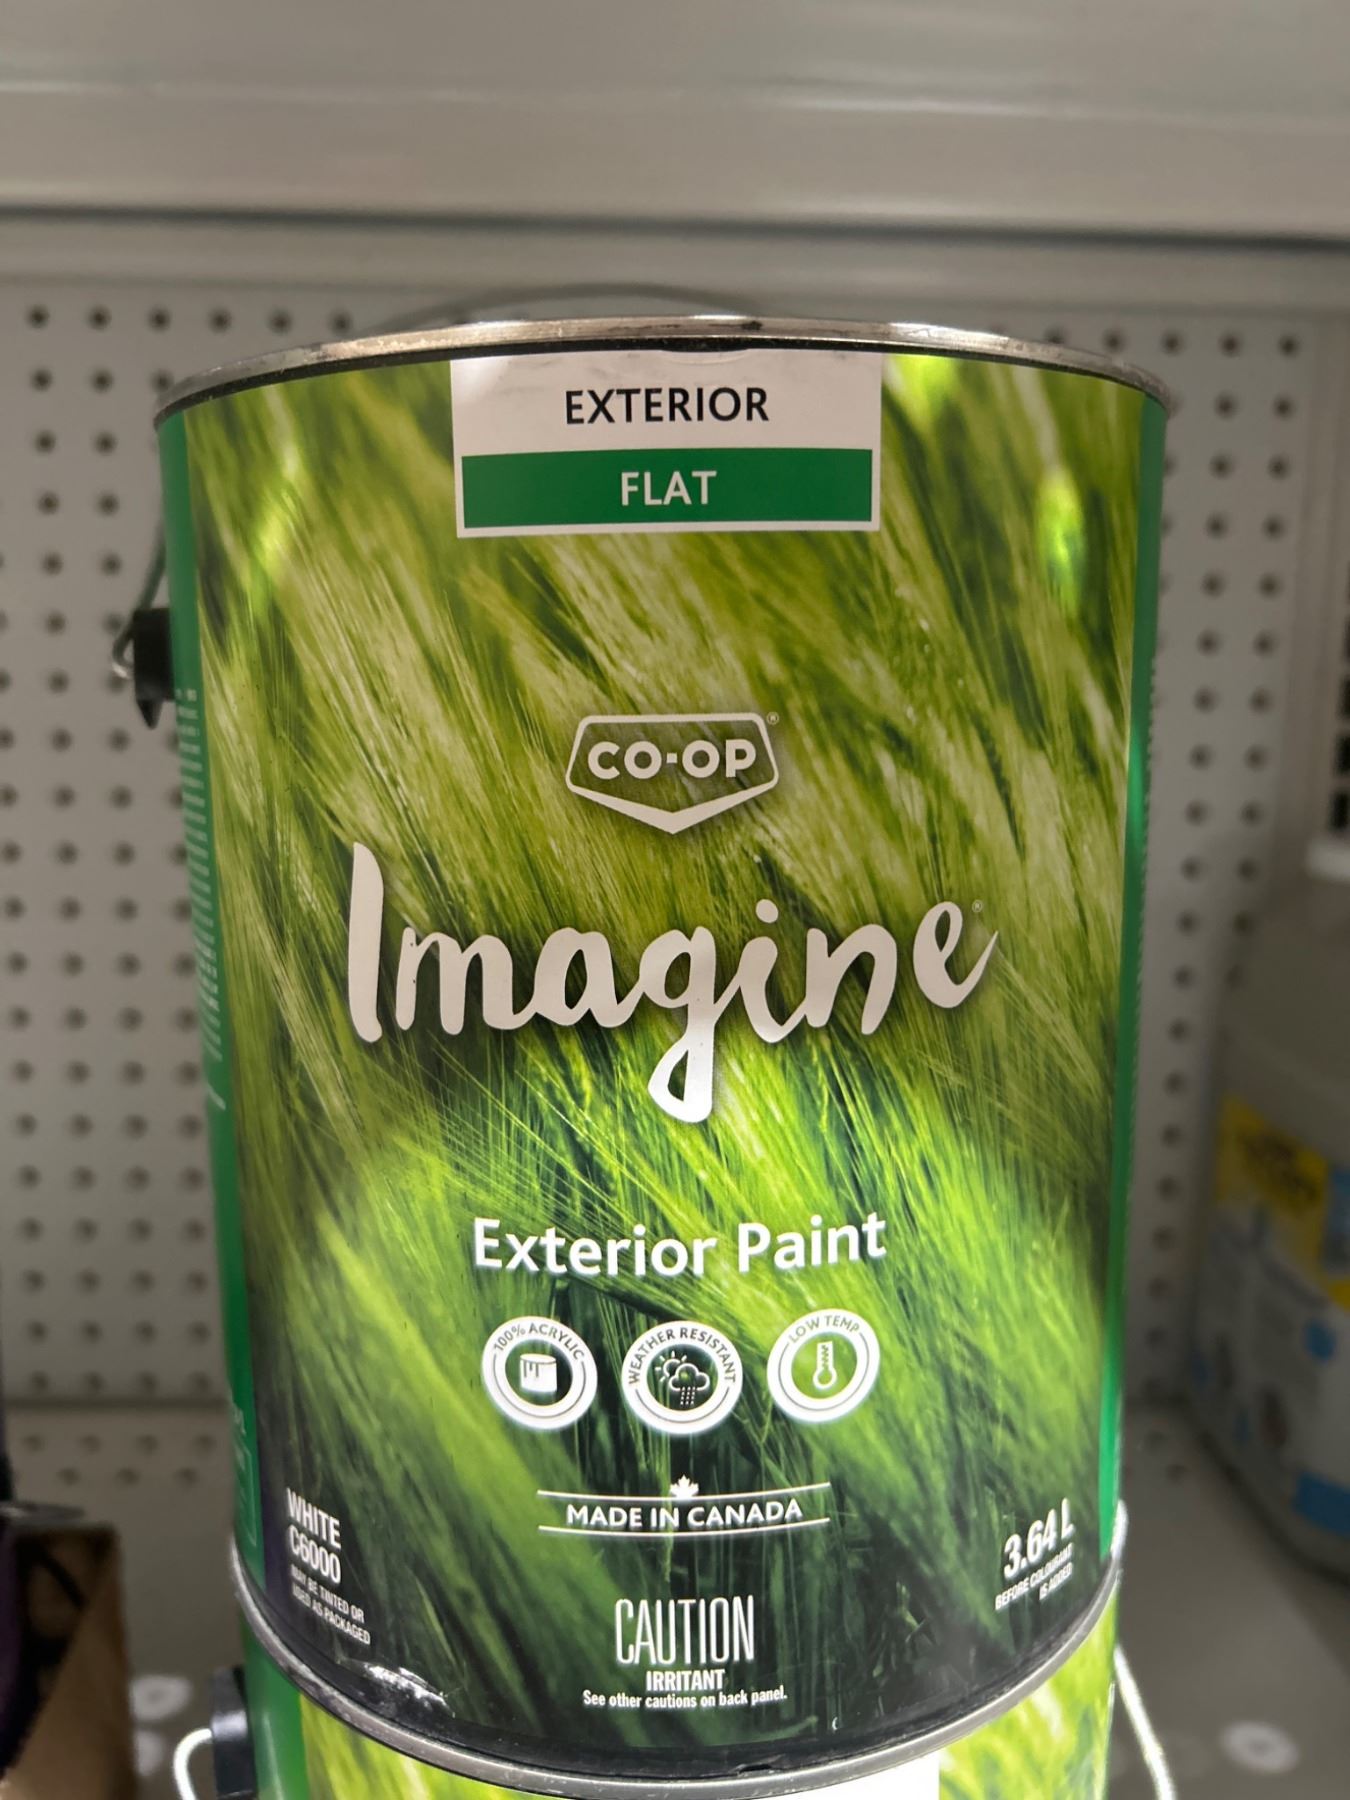 EXTERIOR
FLAT
CO-OP®
Imagine®
Exterior Paint
100% ACRYLIC
WEATHER RESISTANT
LOW TEMP
MADE IN CANADA
WHITE
C6000
MAY BE TINTED OR
USED AS PACKAGED
3.64 L
BEFORE COLOURANT
IS ADDED
CAUTION
IRRITANT
See other cautions on back panel.